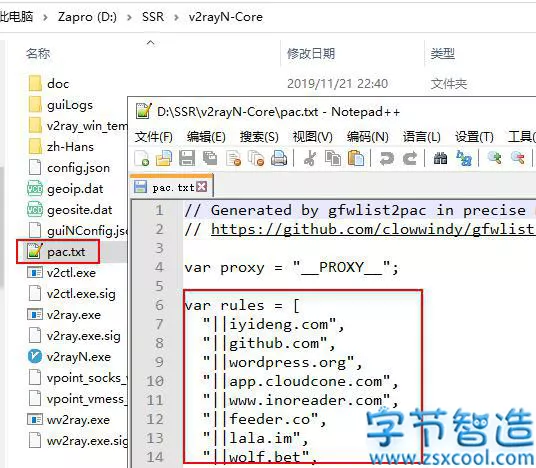 此电脑 › Zapro (D:) › SSR › v2rayN-Core
名称
修改日期
类型
doc
2019/11/21 22:40
文件夹
guiLogs
v2ray_win_tem
zh-Hans
config.json
geoip.dat
geosite.dat
guiNConfig.js
pac.txt
v2ctl.exe
v2ctl.exe.sig
v2ray.exe
v2ray.exe.sig
v2rayN.exe
vpoint_socks_v
vpoint_vmess_
wv2ray.exe
wv2ray.exe.sig
D:\SSR\v2rayN-Core\pac.txt - Notepad++
文件(F) 编辑(E) 搜索(S) 视图(V) 编码(N) 语言(L) 设置(T) 工具(
pac.txt
1 // Generated by gfwlist2pac in precise
2 // https://github.com/clowwindy/gfwlist
3
4 var proxy = "__PROXY__";
5
6 var rules = [
7 "||iyideng.com",
8 "||github.com",
9 "||wordpress.org",
10 "||app.cloudcone.com",
11 "||www.inoreader.com",
12 "||feeder.co",
13 "||lala.im",
14 "||wolf.bet",
字节智造
www.zsxcool.com